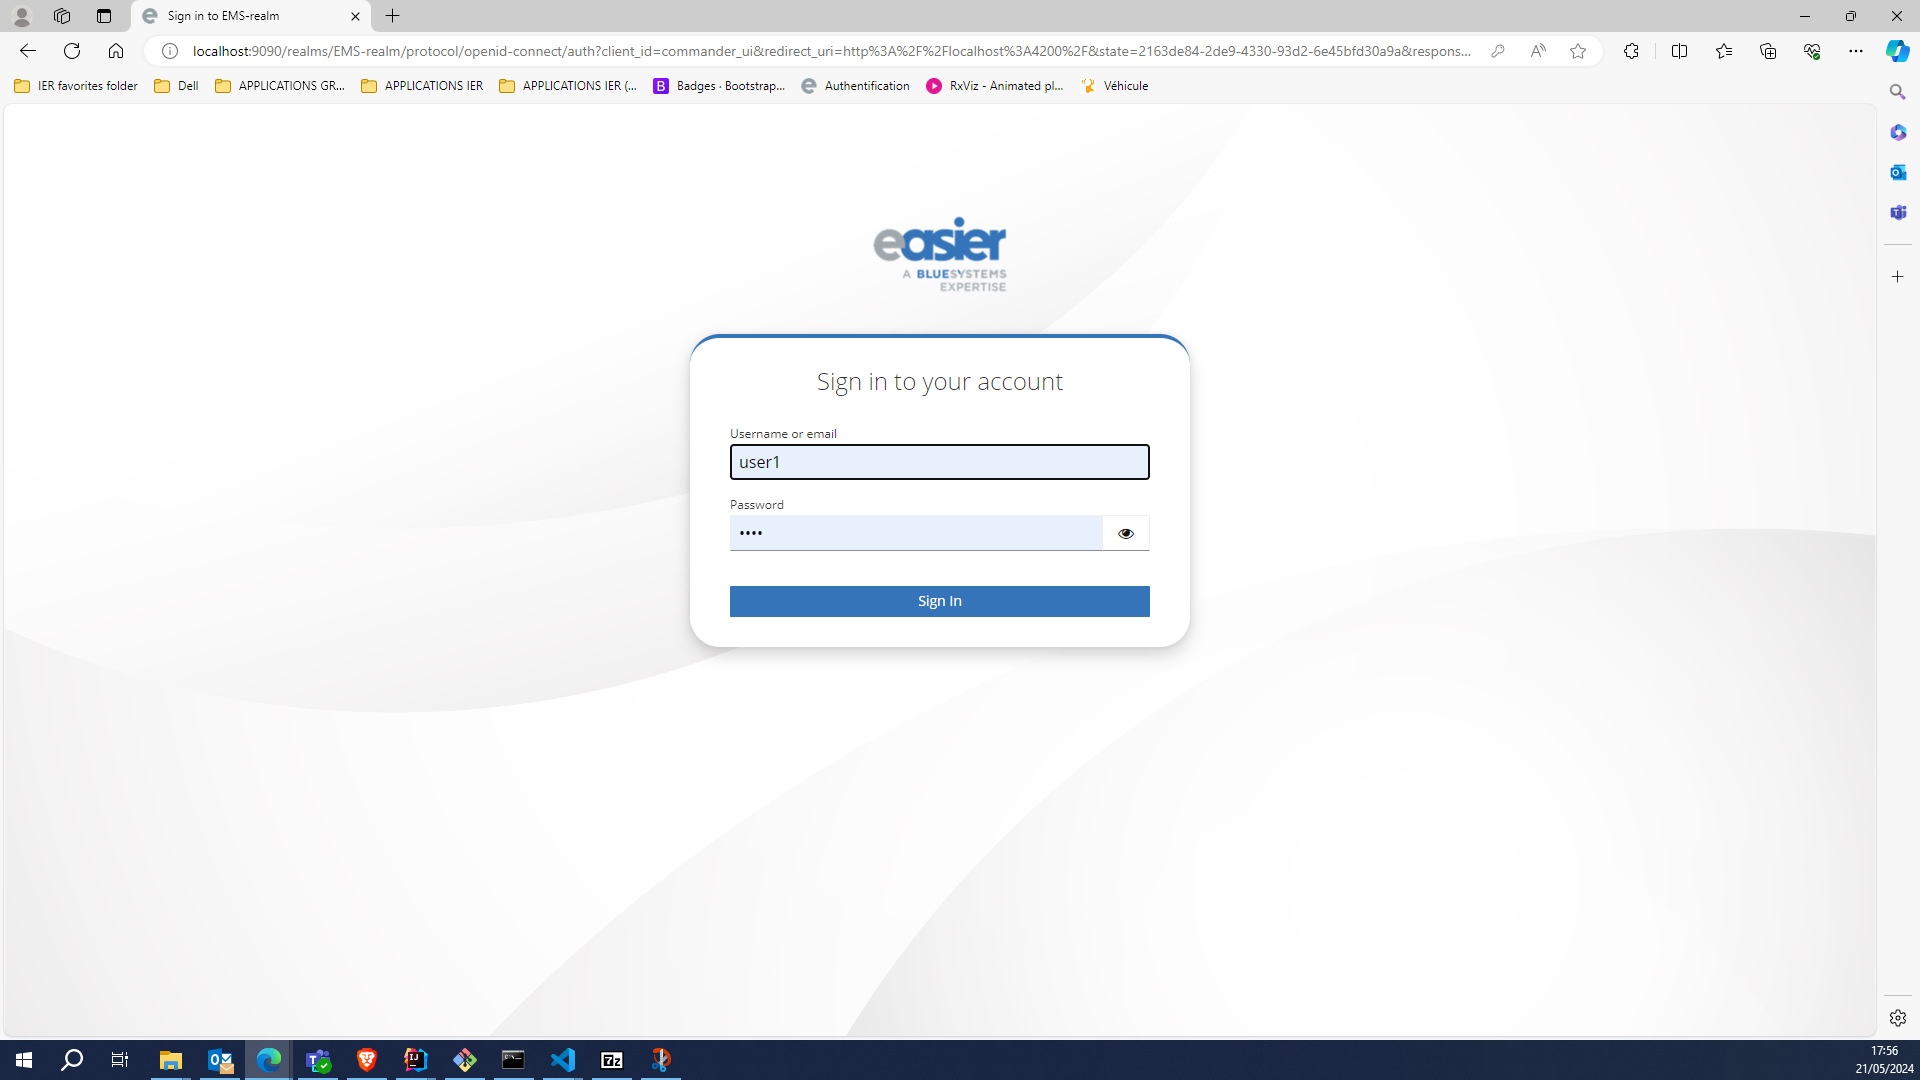 Sign in to EMS-realm
localhost:9090/realms/EMS-realm/protocol/openid-connect/auth?client_id=commander_ui&redirect_uri=http%3A%2F%2Flocalhost%3A4200%2F&state=2163de84-2de9-4330-93d2-6e45bfd30a9a&respons...
IER favorites folder Dell APPLICATIONS GR... APPLICATIONS IER APPLICATIONS IER (... Badges · Bootstrap... Authentification RxViz - Animated pl... Véhicule
easier
A BLUESYSTEMS
EXPERTISE
Sign in to your account
Username or email
user1
Password
••••
Sign In
17:56
21/05/2024